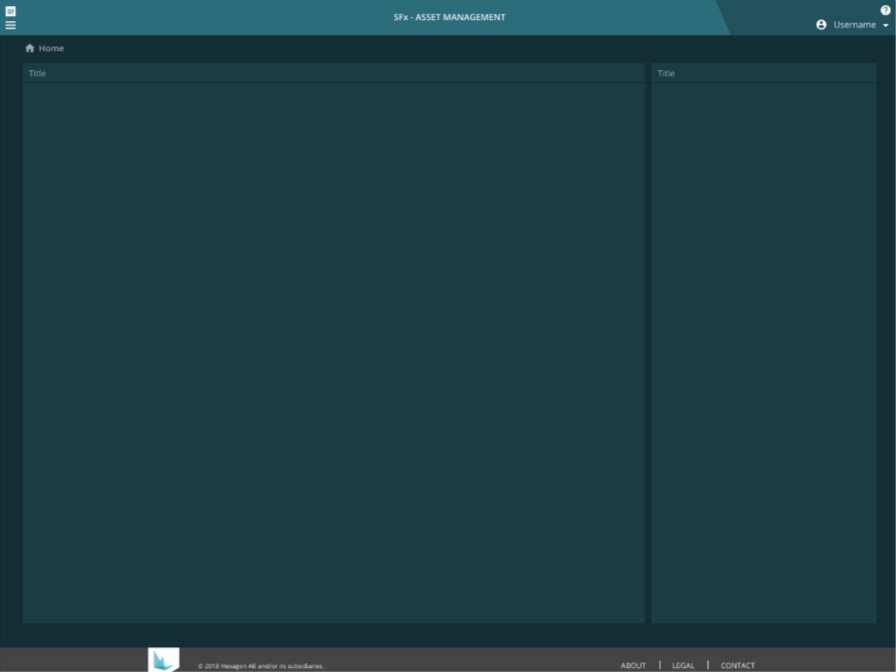 SF
SFx - ASSET MANAGEMENT
?
Username
Home
Title
Title
© 2018 Hexagon AB and/or its subsidiaries.
ABOUT | LEGAL | CONTACT